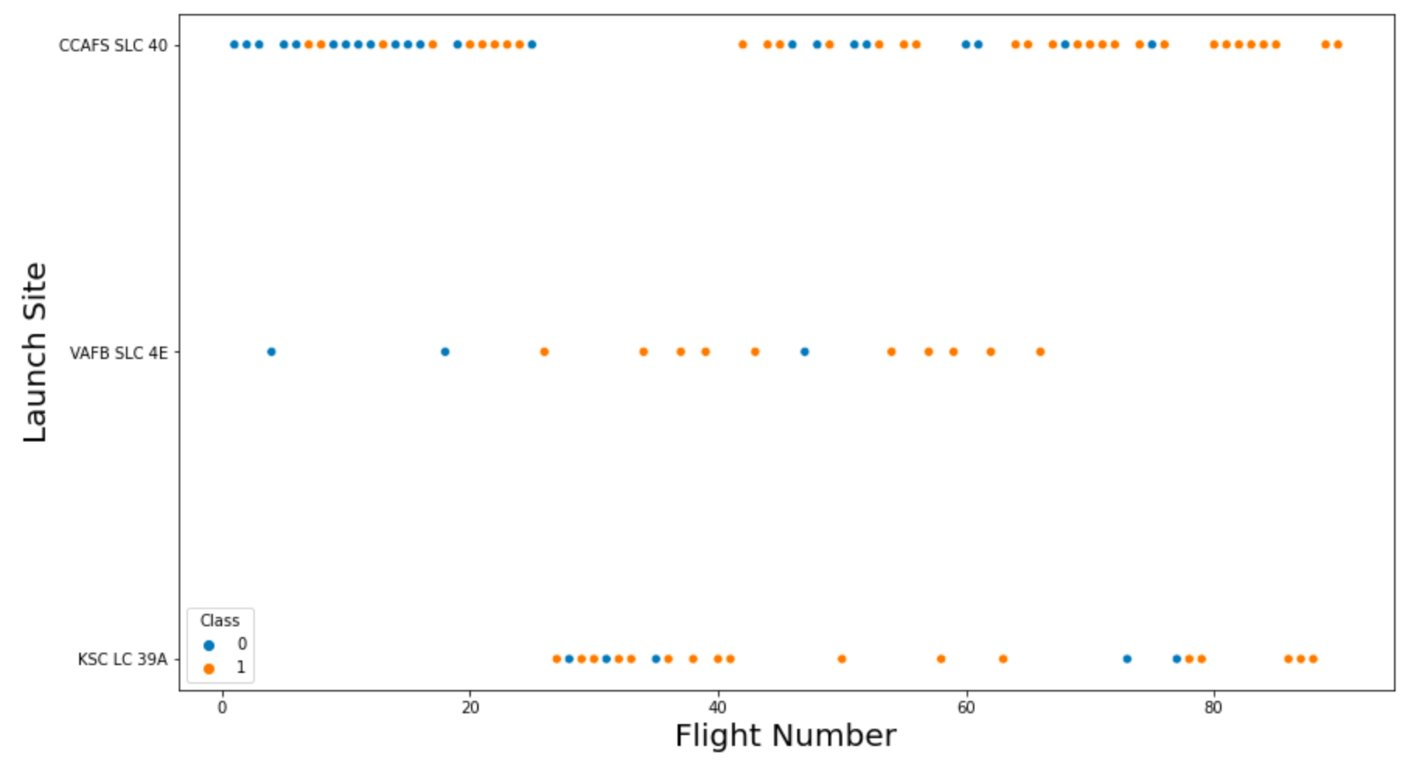 CCAFS SLC 40
VAFB SLC 4E
KSC LC 39A
Launch Site
Class
0
1
0 20 40 60 80
Flight Number